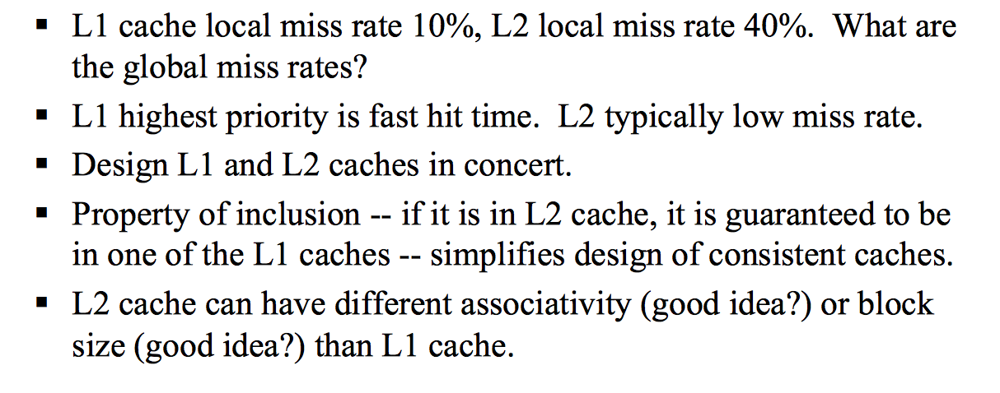 ▪ L1 cache local miss rate 10%, L2 local miss rate 40%.  What are
the global miss rates?
▪ L1 highest priority is fast hit time.  L2 typically low miss rate.
▪ Design L1 and L2 caches in concert.
▪ Property of inclusion -- if it is in L2 cache, it is guaranteed to be
in one of the L1 caches -- simplifies design of consistent caches.
▪ L2 cache can have different associativity (good idea?) or block
size (good idea?) than L1 cache.